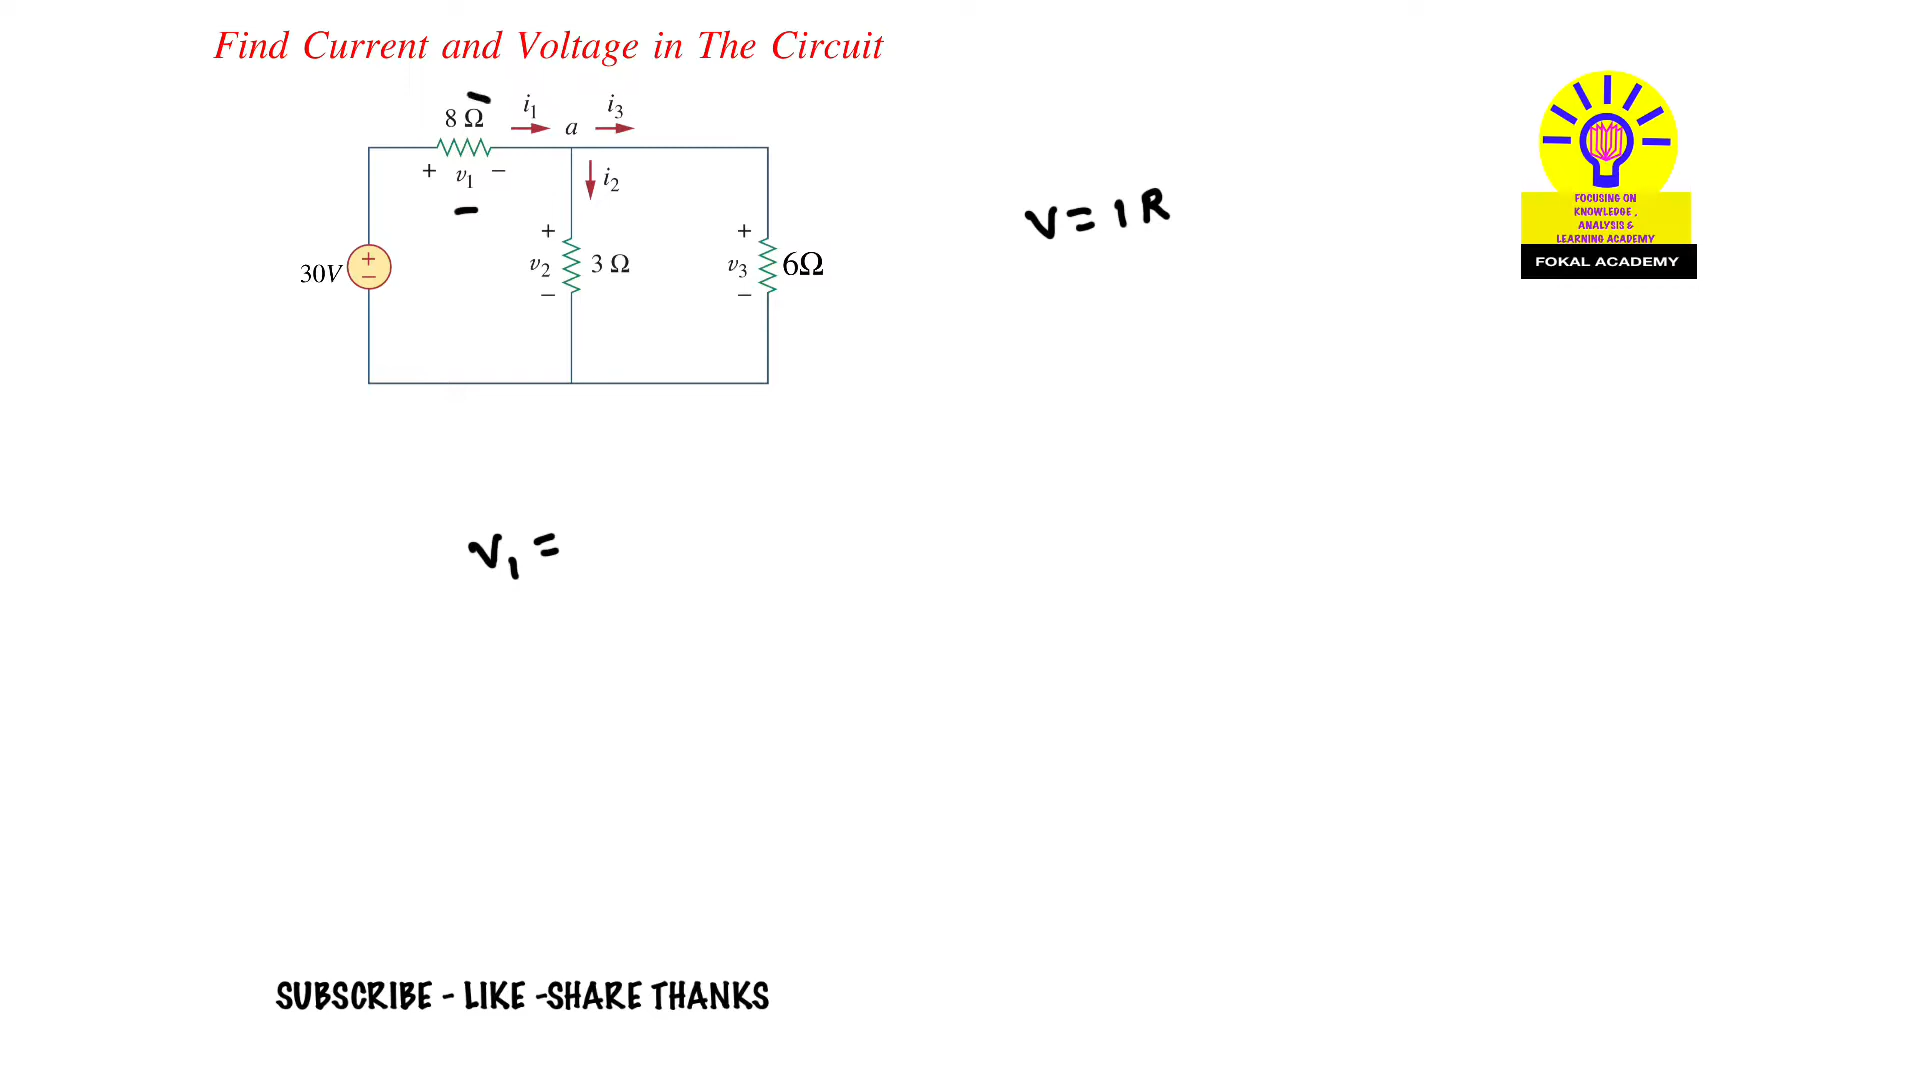 Find Current and Voltage in The Circuit
8 Ω
i1
a
i3
+ v1 −
i2
30V
+
−
+
v2
−
3 Ω
+
v3
−
6Ω
V = I R
V1 =
FOCUSING ON
KNOWLEDGE ,
ANALYSIS &
LEARNING ACADEMY
FOKAL ACADEMY
SUBSCRIBE - LIKE -SHARE THANKS